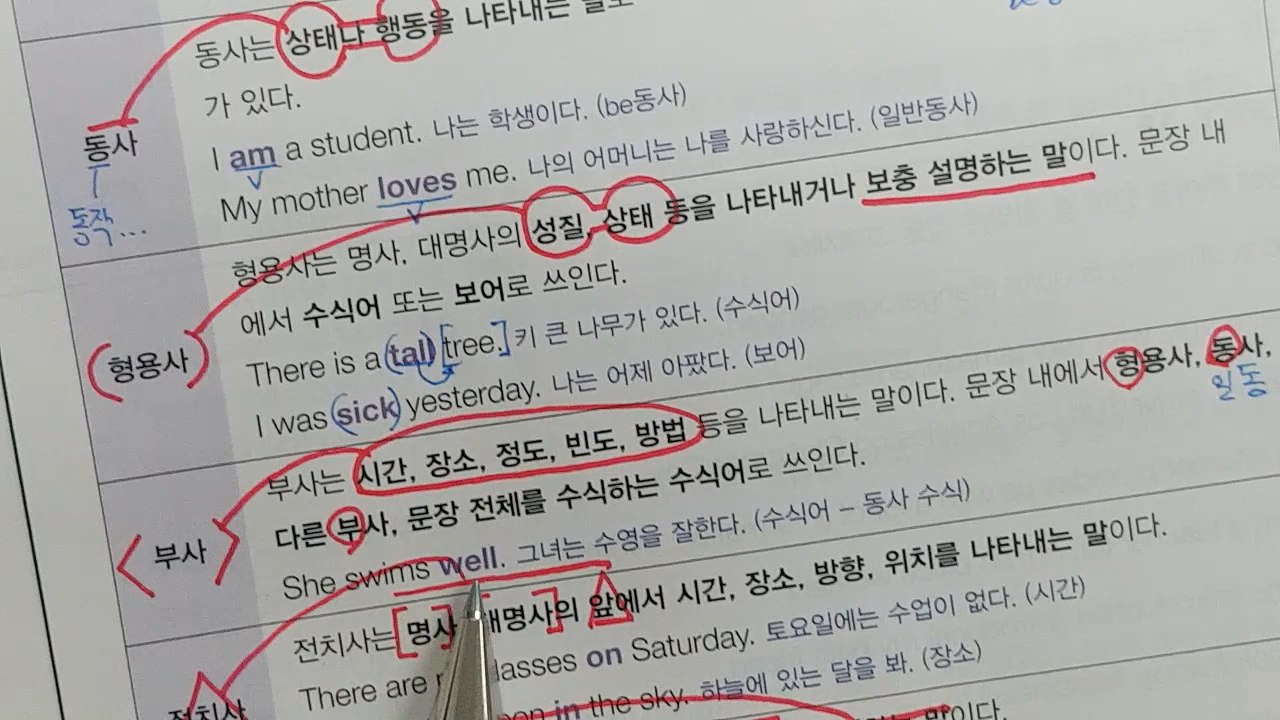 동사는 상태나 행동을 나타내는 말로
가 있다.
동사
I am a student. 나는 학생이다. (be동사)
My mother loves me. 나의 어머니는 나를 사랑하신다. (일반동사)
동작...
형용사는 명사, 대명사의 성질, 상태 등을 나타내거나 보충 설명하는 말이다. 문장 내
에서 수식어 또는 보어로 쓰인다.
형용사
There is a tall tree. 키 큰 나무가 있다. (수식어)
I was sick yesterday. 나는 어제 아팠다. (보어)
부사는 시간, 장소, 정도, 빈도, 방법 등을 나타내는 말이다. 문장 내에서 형용사, 동사,
일동
다른 부사, 문장 전체를 수식하는 수식어로 쓰인다.
부사
She swims well. 그녀는 수영을 잘한다. (수식어 – 동사 수식)
전치사는 명사 대명사의 앞에서 시간, 장소, 방향, 위치를 나타내는 말이다.
전치사
There are lasses on Saturday. 토요일에는 수업이 없다. (시간)
oon in the sky. 하늘에 있는 달을 봐. (장소)
말이다.